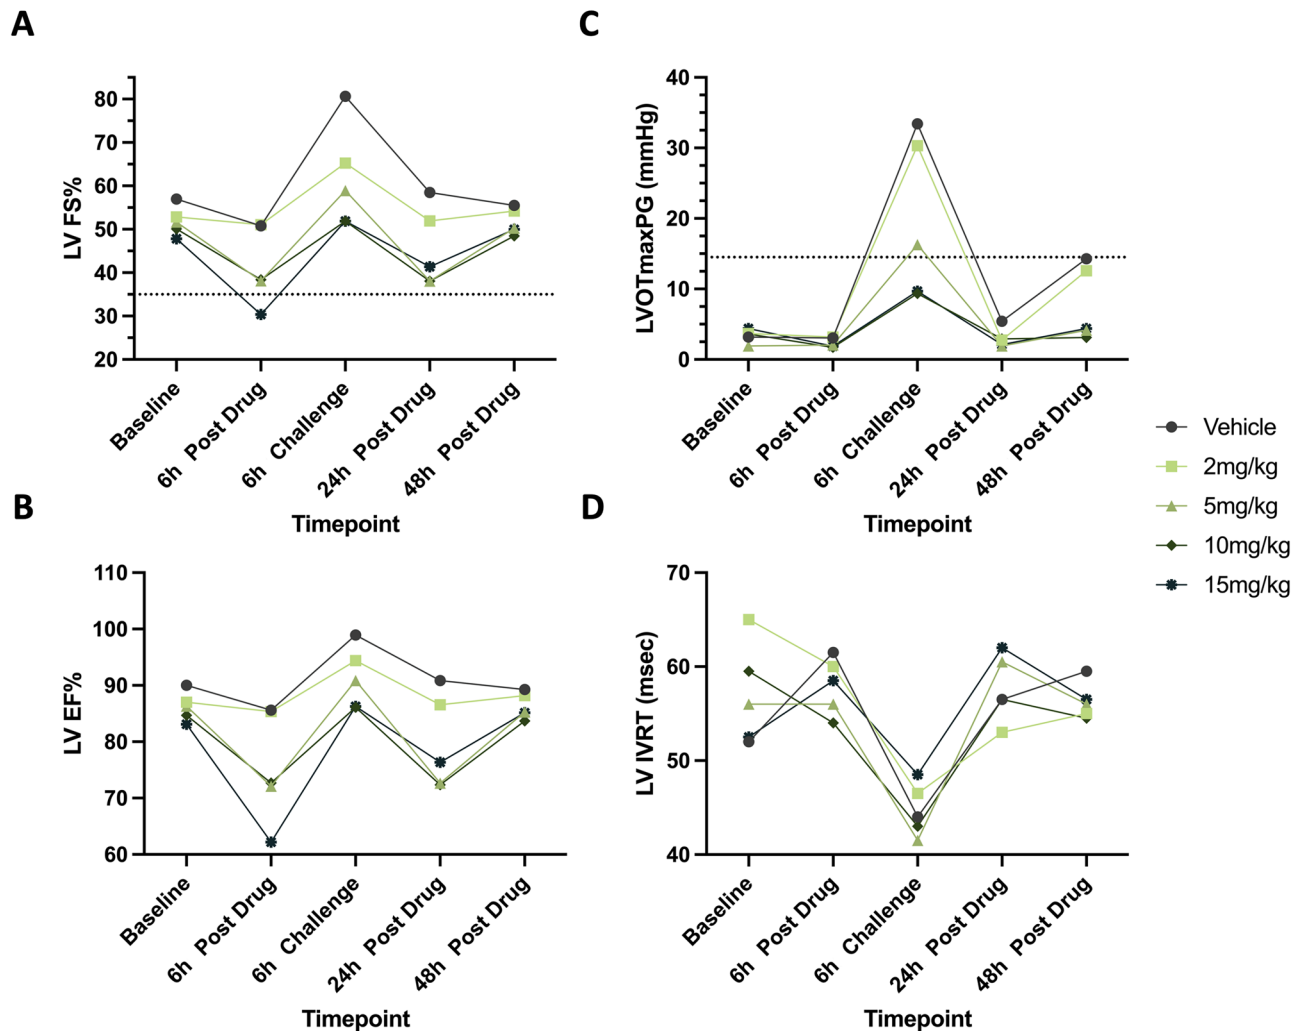 A
LV FS%
80
70
60
50
40
30
20
Baseline
6h Post Drug
6h Challenge
24h Post Drug
48h Post Drug
Timepoint
C
LVOTmaxPG (mmHg)
40
30
20
10
0
Baseline
6h Post Drug
6h Challenge
24h Post Drug
48h Post Drug
Timepoint
B
LV EF%
110
100
90
80
70
60
Baseline
6h Post Drug
6h Challenge
24h Post Drug
48h Post Drug
Timepoint
D
LV IVRT (msec)
70
60
50
40
Baseline
6h Post Drug
6h Challenge
24h Post Drug
48h Post Drug
Timepoint
Vehicle
2mg/kg
5mg/kg
10mg/kg
15mg/kg